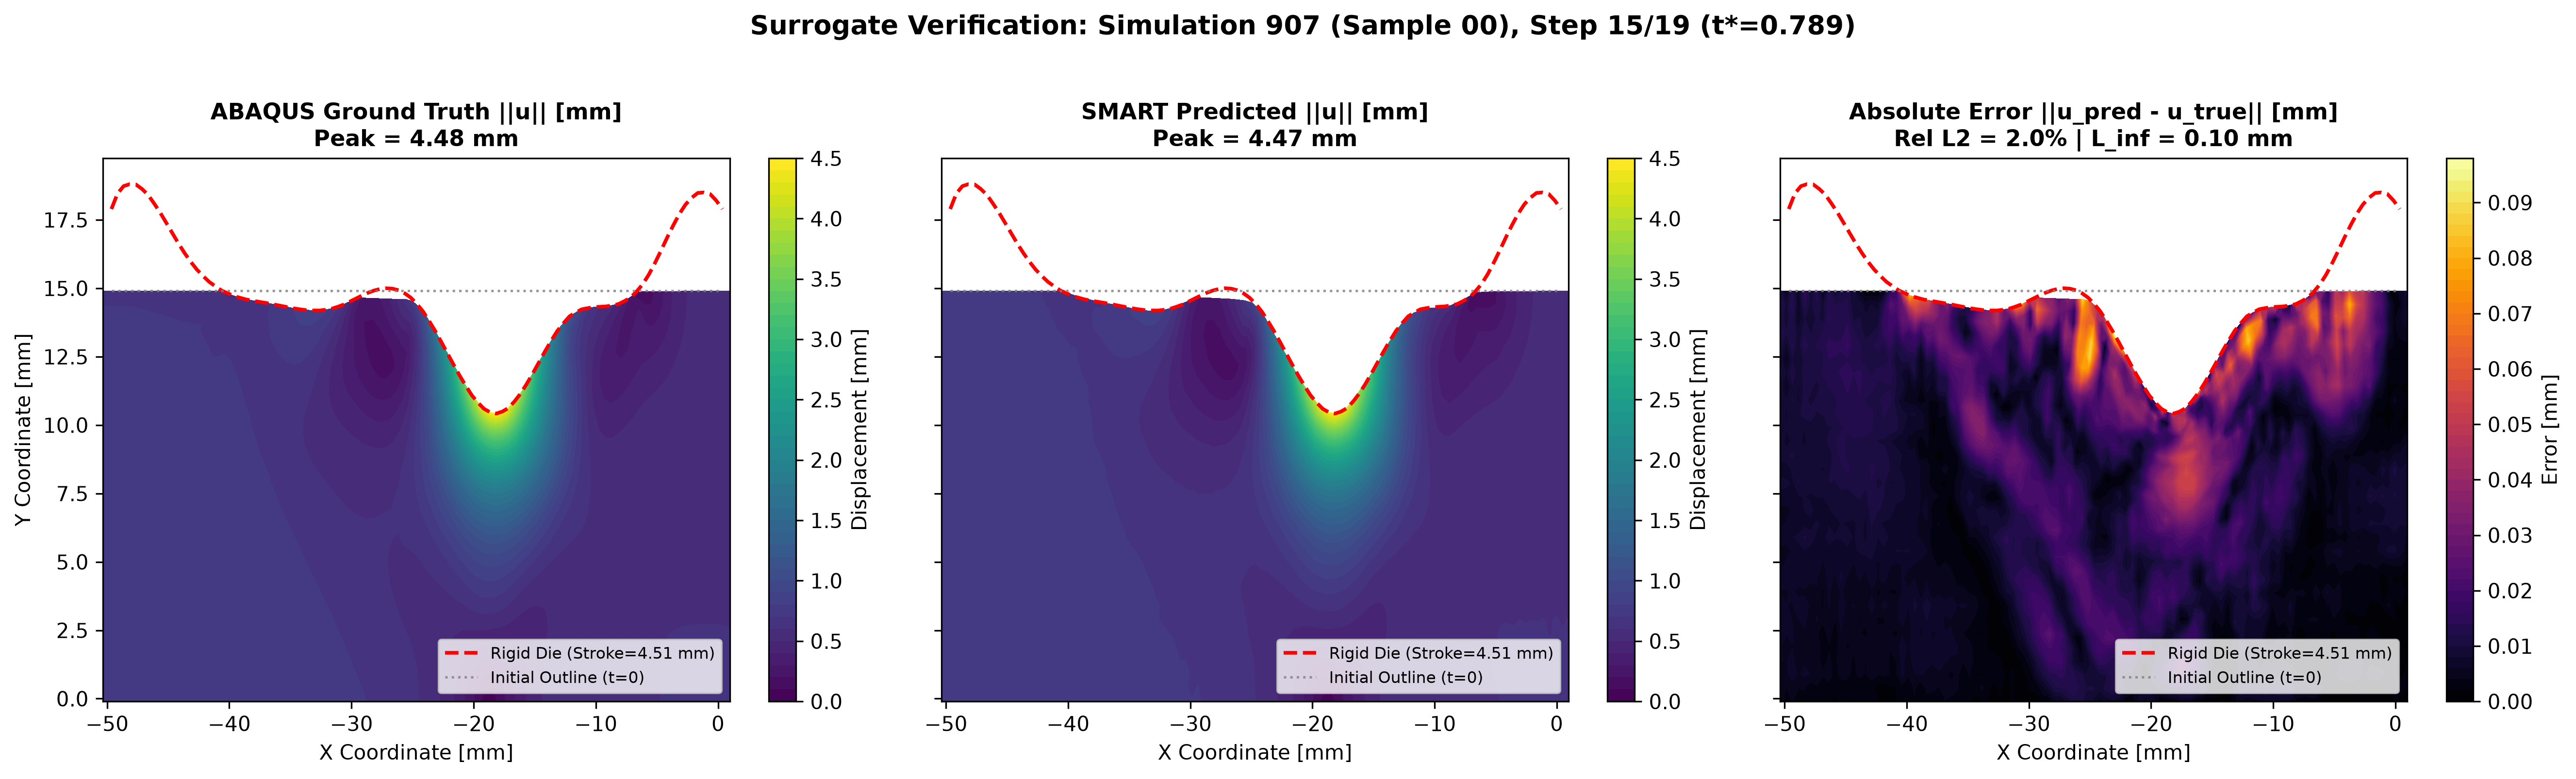 Surrogate Verification: Simulation 907 (Sample 00), Step 15/19 (t*=0.789)
ABAQUS Ground Truth ||u|| [mm]
Peak = 4.48 mm
17.5
15.0
12.5
10.0
7.5
5.0
2.5
0.0
Y Coordinate [mm]
−50
−40
−30
−20
−10
0
X Coordinate [mm]
Rigid Die (Stroke=4.51 mm)
Initial Outline (t=0)
4.5
4.0
3.5
3.0
2.5
2.0
1.5
1.0
0.5
0.0
Displacement [mm]
SMART Predicted ||u|| [mm]
Peak = 4.47 mm
−50
−40
−30
−20
−10
0
X Coordinate [mm]
Rigid Die (Stroke=4.51 mm)
Initial Outline (t=0)
4.5
4.0
3.5
3.0
2.5
2.0
1.5
1.0
0.5
0.0
Displacement [mm]
Absolute Error ||u_pred - u_true|| [mm]
Rel L2 = 2.0% | L_inf = 0.10 mm
−50
−40
−30
−20
−10
0
X Coordinate [mm]
Rigid Die (Stroke=4.51 mm)
Initial Outline (t=0)
0.09
0.08
0.07
0.06
0.05
0.04
0.03
0.02
0.01
0.00
Error [mm]